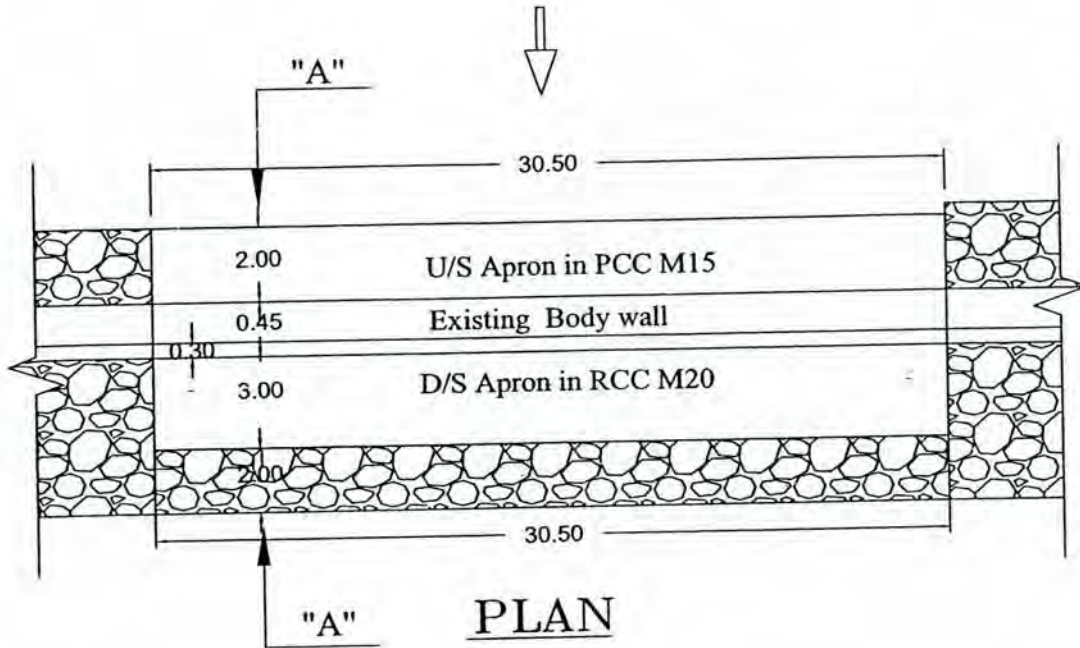 "A"
30.50
2.00
U/S Apron in PCC M15
0.45
Existing Body wall
0.30
3.00
D/S Apron in RCC M20
2.00
30.50
"A"
PLAN